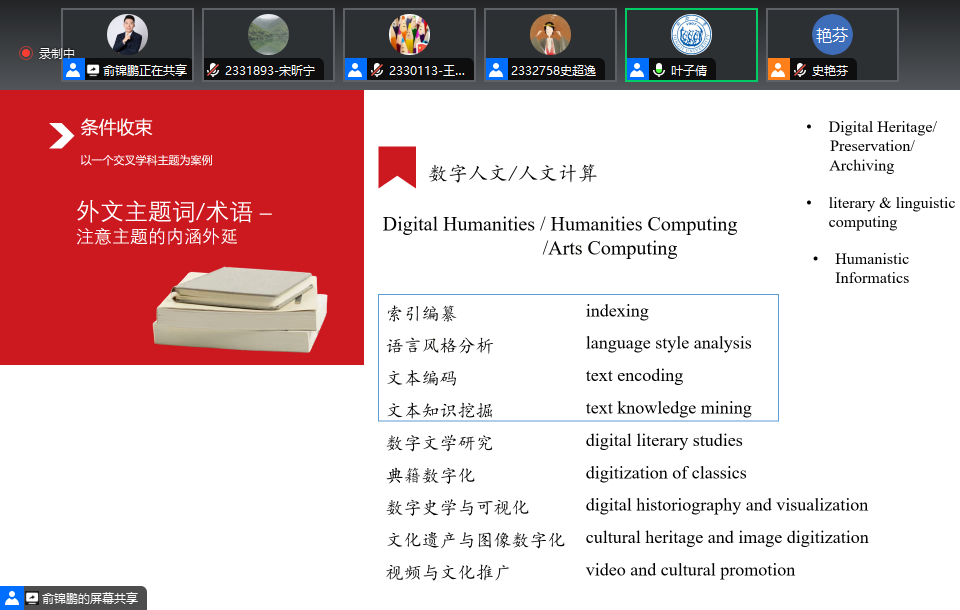 录制中
俞锦鹏正在共享
2331893-宋昕宁
2330113-王...
2332758史超逸
叶子倩
艳芬
史艳芬
条件收束
以一个交叉学科主题为案例
外文主题词/术语 –
注意主题的内涵外延
数字人文/人文计算
Digital Humanities / Humanities Computing
/Arts Computing
索引编纂 indexing
语言风格分析 language style analysis
文本编码 text encoding
文本知识挖掘 text knowledge mining
数字文学研究 digital literary studies
典籍数字化 digitization of classics
数字史学与可视化 digital historiography and visualization
文化遗产与图像数字化 cultural heritage and image digitization
视频与文化推广 video and cultural promotion
• Digital Heritage/
Preservation/
Archiving
• literary & linguistic
computing
• Humanistic
Informatics
俞锦鹏的屏幕共享